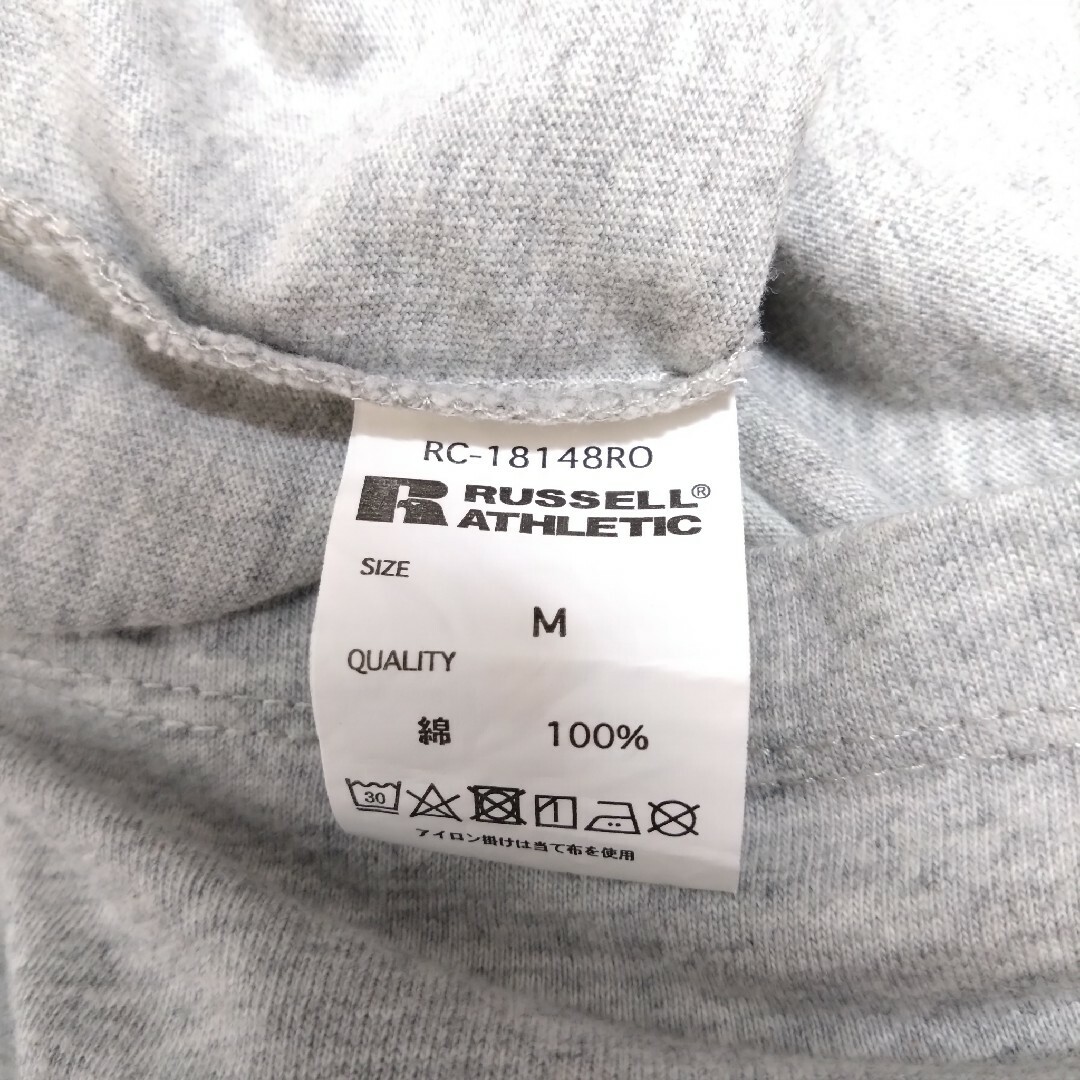 RC-18148RO
RUSSELL®
ATHLETIC
SIZE
M
QUALITY
綿 100%
30
アイロン掛けは当て布を使用